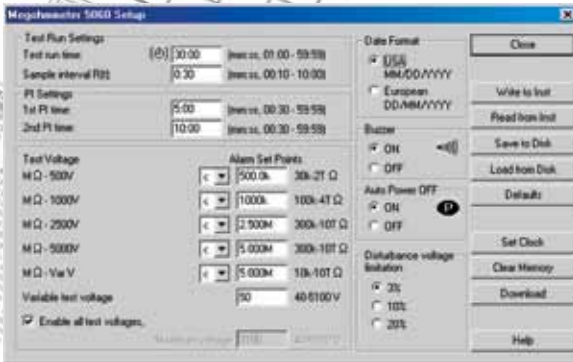 Megohmmeter 5060 Setup
Test Run Settings
Test run time: 30:00 (mm:ss, 01:00 - 59:59)
Sample interval R(t): 0:30 (mm:ss, 00:10 - 10:00)
PI Settings
1st PI time: 5:00 (mm:ss, 00:30 - 59:59)
2nd PI time: 10:00 (mm:ss, 00:30 - 59:59)
Test Voltage Alarm Set Points
MΩ - 500V < 500.0k 30k-2T Ω
MΩ - 1000V < 1000k 100k-4T Ω
MΩ - 2500V < 2.500M 300k-10T Ω
MΩ - 5000V < 5.000M 300k-10T Ω
MΩ - Var V < 5.000M 10k-10T Ω
Variable test voltage 50 40-5100 V
Enable all test voltages,
Date Format
USA
MM/DD/YYYY
European
DD/MM/YYYY
Buzzer
ON
OFF
Auto Power OFF
ON P
OFF
Disturbance voltage
limitation
3%
10%
20%
Close
Write to Inst
Read from Inst
Save to Disk
Load from Disk
Defaults
Set Clock
Clear Memory
Download
Help